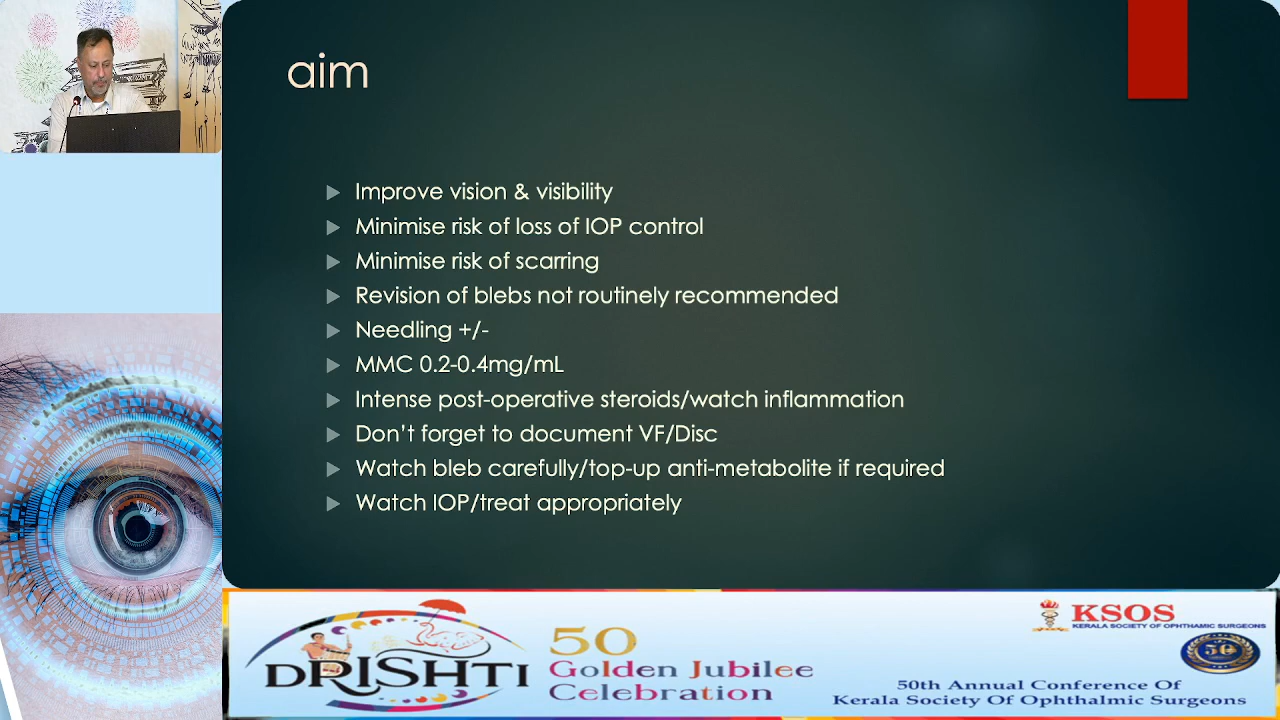 aim
Improve vision & visibility
Minimise risk of loss of IOP control
Minimise risk of scarring
Revision of blebs not routinely recommended
Needling +/-
MMC 0.2-0.4mg/mL
Intense post-operative steroids/watch inflammation
Don't forget to document VF/Disc
Watch bleb carefully/top-up anti-metabolite if required
Watch IOP/treat appropriately
DRISHTI
50
Golden Jubilee
Celebration
KSOS
KERALA SOCIETY OF OPHTHAMIC SURGEONS
50
50th Annual Conference Of
Kerala Society Of Ophthalmic Surgeons